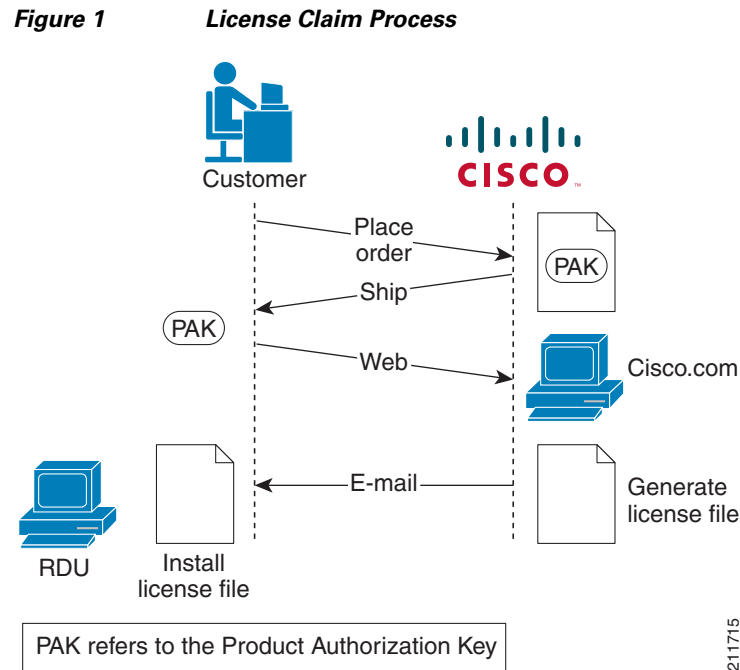 Figure 1 License Claim Process
CISCO
™
Customer
Place
order
PAK
Ship
PAK
Web
Cisco.com
E-mail
Generate
license file
RDU
Install
license file
PAK refers to the Product Authorization Key
211715